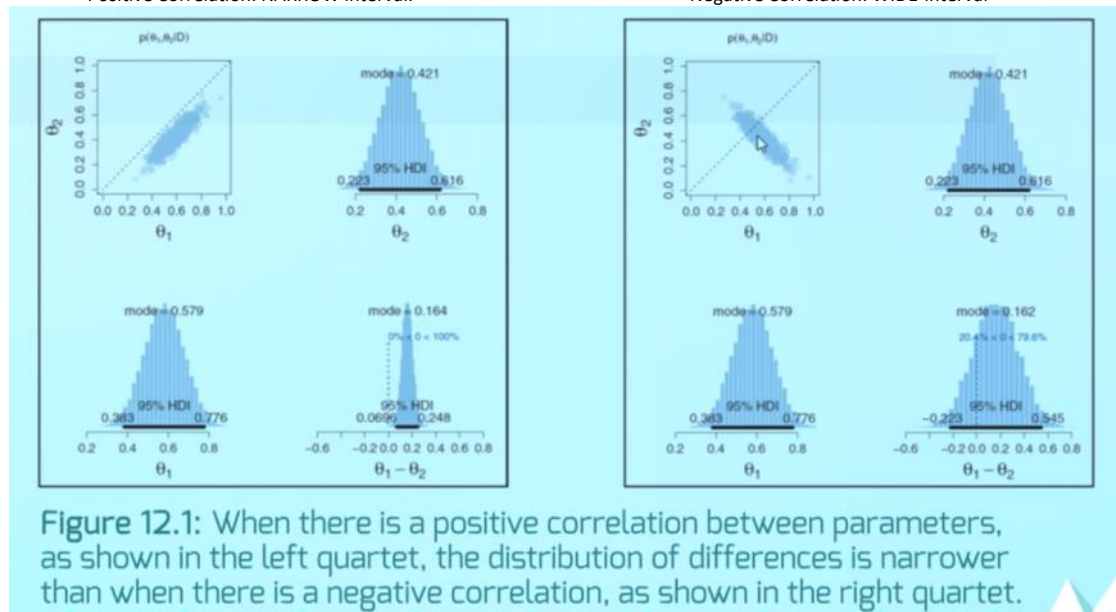 Positive Correlation: NARROW interval.
Negative Correlation: WIDE interval
p(θ₁,θ₂|D)
θ₂
0.0 0.2 0.4 0.6 0.8 1.0
0.0 0.2 0.4 0.6 0.8 1.0
θ₁
mode = 0.421
95% HDI
0.223 0.616
0.2 0.4 0.6 0.8
θ₂
mode = 0.579
95% HDI
0.383 0.776
0.2 0.4 0.6 0.8
θ₁
mode = 0.164
0% < 0 < 100%
95% HDI
0.0696 0.248
−0.6 −0.2 0.0 0.2 0.4 0.6 0.8
θ₁ − θ₂
p(θ₁,θ₂|D)
θ₂
0.0 0.2 0.4 0.6 0.8 1.0
0.0 0.2 0.4 0.6 0.8 1.0
θ₁
mode = 0.421
95% HDI
0.223 0.616
0.2 0.4 0.6 0.8
θ₂
mode = 0.579
95% HDI
0.383 0.776
0.2 0.4 0.6 0.8
θ₁
mode = 0.162
20.4% < 0 < 79.6%
95% HDI
−0.223 0.545
−0.6 −0.2 0.0 0.2 0.4 0.6 0.8
θ₁ − θ₂
Figure 12.1: When there is a positive correlation between parameters,
as shown in the left quartet, the distribution of differences is narrower
than when there is a negative correlation, as shown in the right quartet.